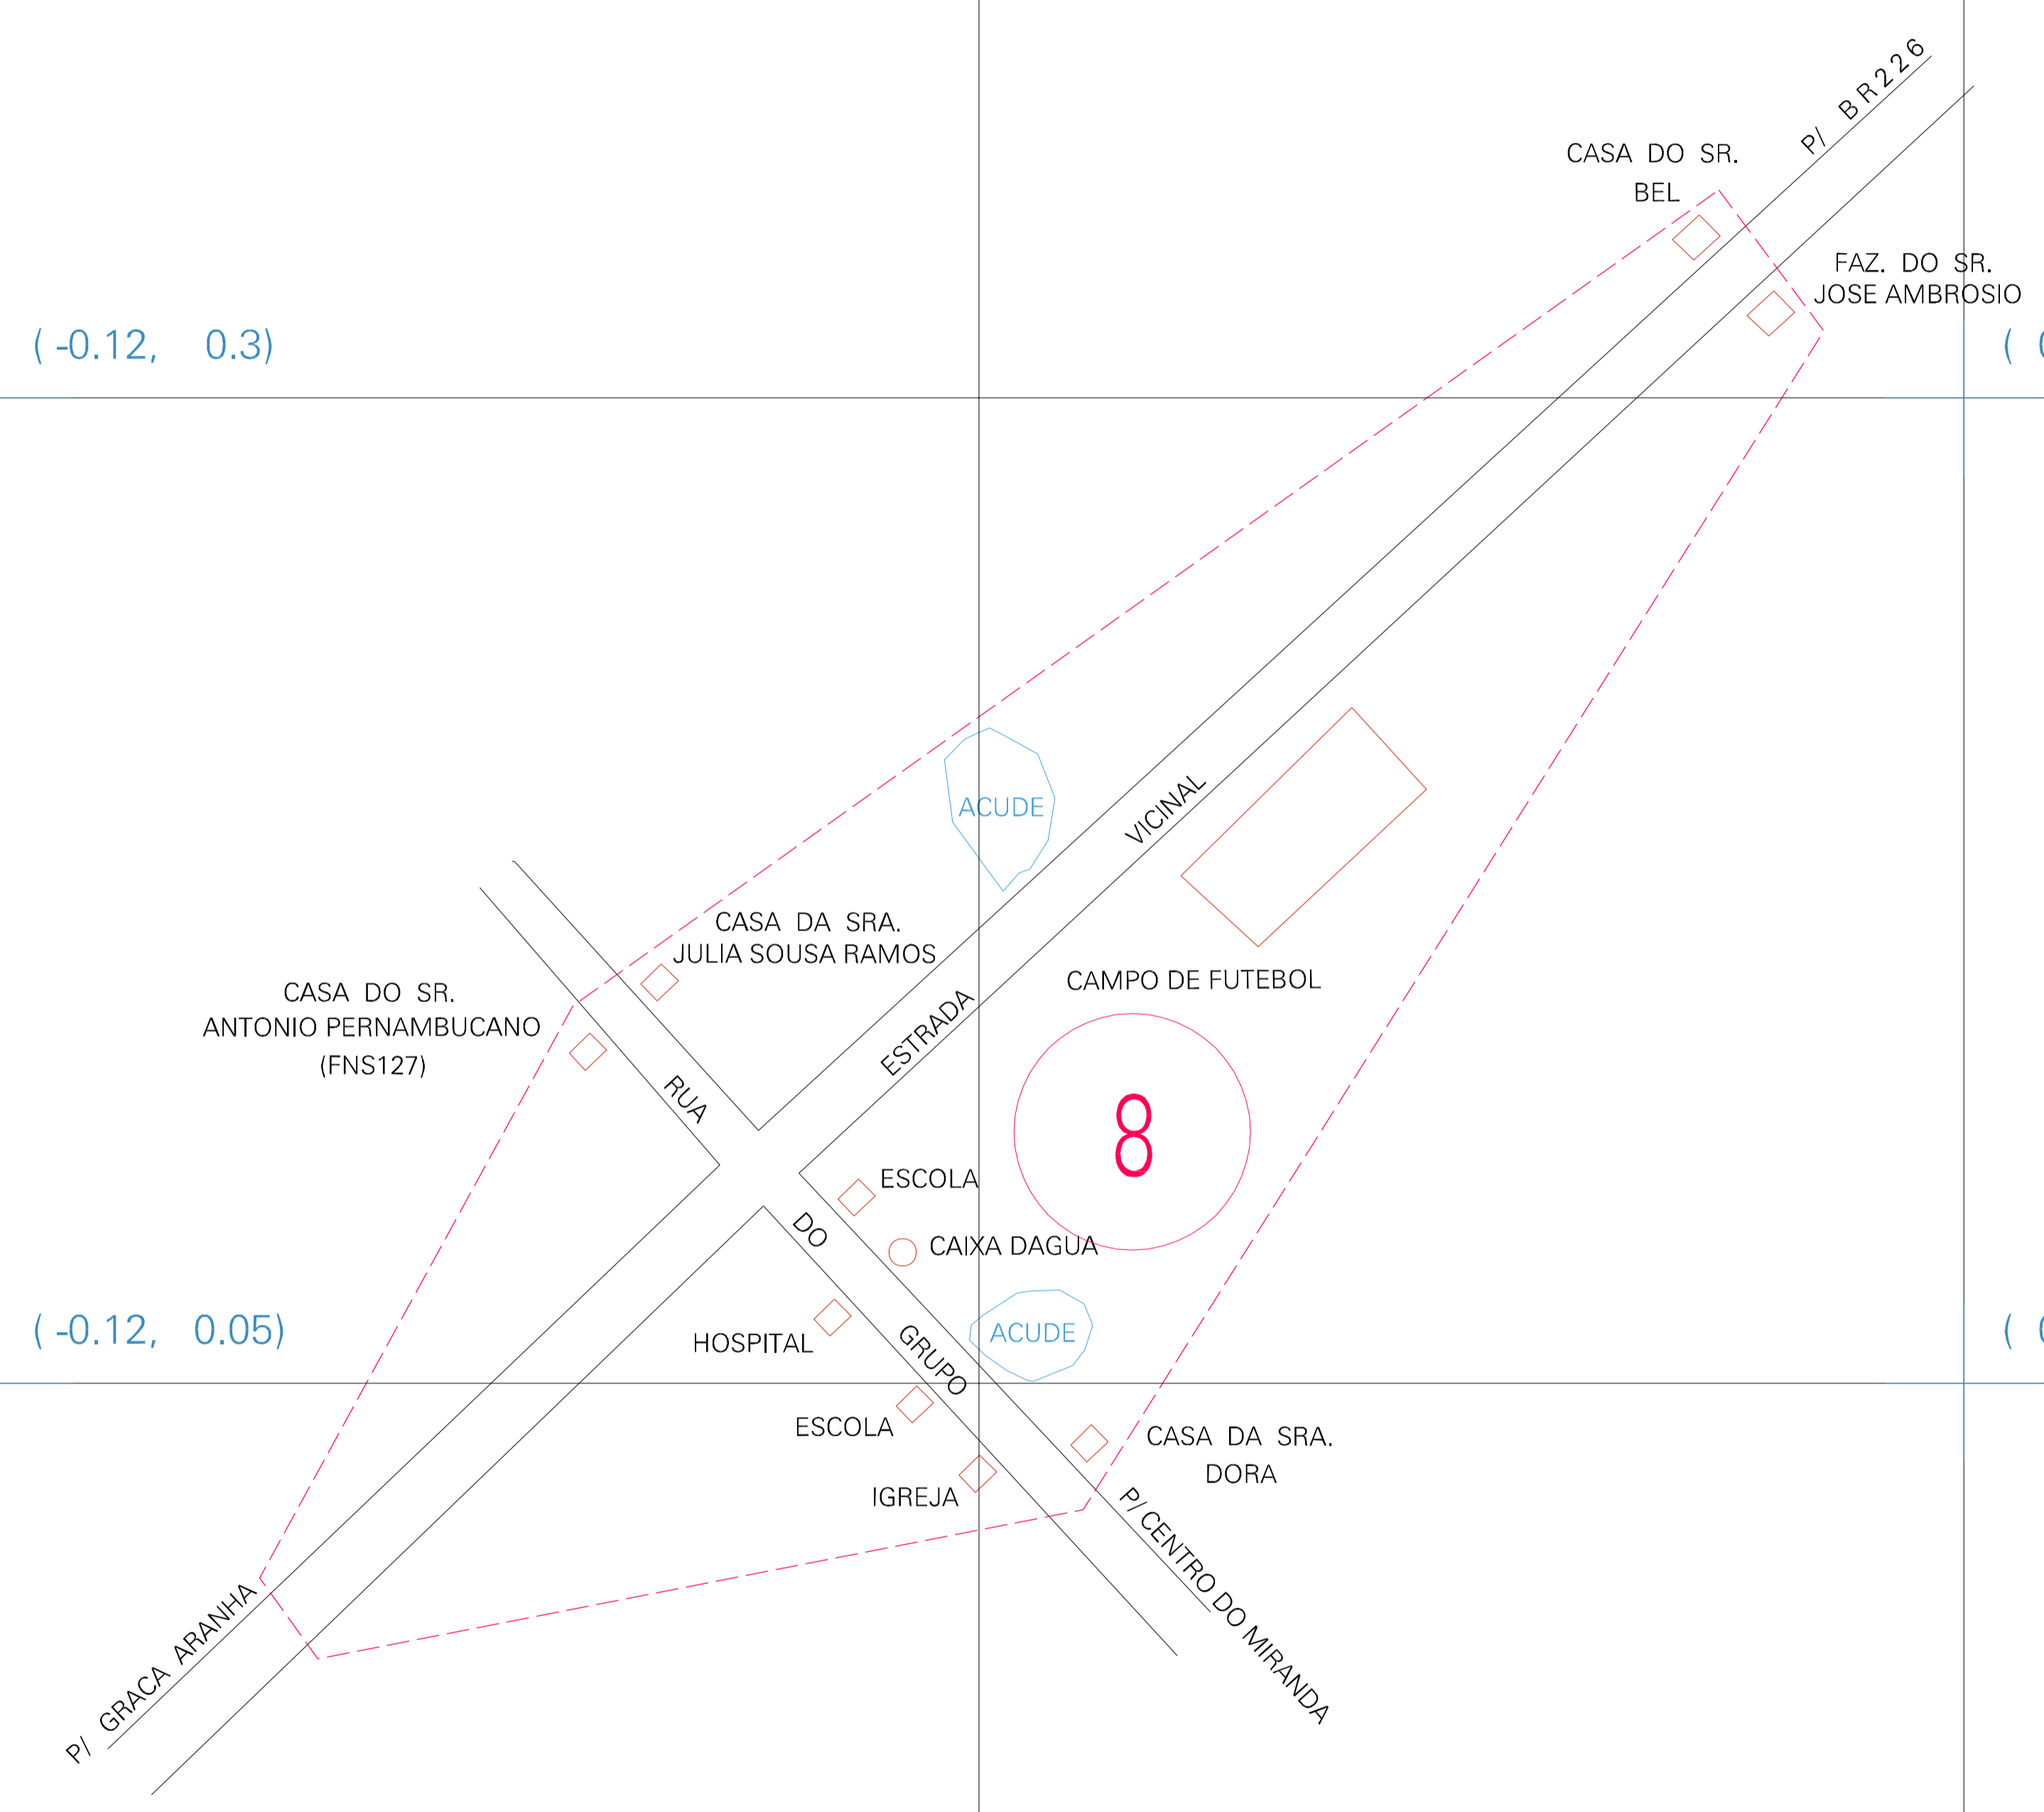 P/ BR226
CASA DO SR.
BEL
FAZ. DO SR.
JOSE AMBROSIO
( -0.12, 0.3)
(
ACUDE
VICINAL
CASA DA SRA.
JULIA SOUSA RAMOS
CAMPO DE FUTEBOL
CASA DO SR.
ANTONIO PERNAMBUCANO
(FNS127)
ESTRADA
RUA
8
ESCOLA
DO
CAIXA DAGUA
( -0.12, 0.05)
(
ACUDE
HOSPITAL
GRUPO
ESCOLA
CASA DA SRA.
DORA
IGREJA
P/ CENTRO DO MIRANDA
P/ GRACA ARANHA